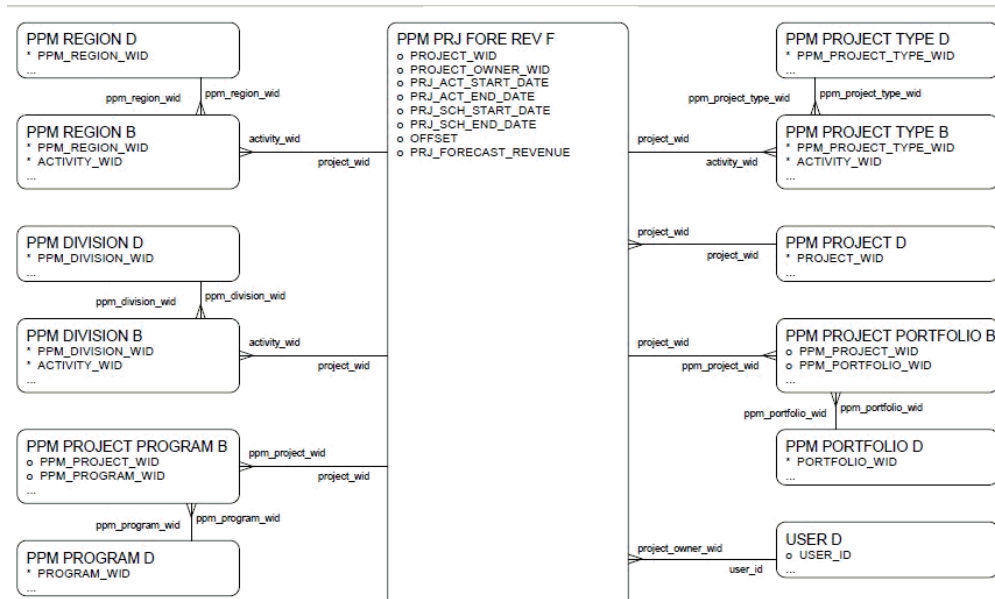 PPM REGION D
* PPM_REGION_WID
...
ppm_region_wid
ppm_region_wid
PPM REGION B
* PPM_REGION_WID
* ACTIVITY_WID
...
activity_wid
project_wid
PPM DIVISION D
* PPM_DIVISION_WID
...
ppm_division_wid
ppm_division_wid
PPM DIVISION B
* PPM_DIVISION_WID
* ACTIVITY_WID
...
activity_wid
project_wid
PPM PROJECT PROGRAM B
o PPM_PROJECT_WID
o PPM_PROGRAM_WID
...
ppm_project_wid
project_wid
ppm_program_wid
ppm_program_wid
PPM PROGRAM D
* PROGRAM_WID
...
PPM PRJ FORE REV F
o PROJECT_WID
o PROJECT_OWNER_WID
o PRJ_ACT_START_DATE
o PRJ_ACT_END_DATE
o PRJ_SCH_START_DATE
o PRJ_SCH_END_DATE
o OFFSET
o PRJ_FORECAST_REVENUE
PPM PROJECT TYPE D
* PPM_PROJECT_TYPE_WID
...
ppm_project_type_wid
ppm_project_type_wid
project_wid
activity_wid
PPM PROJECT TYPE B
* PPM_PROJECT_TYPE_WID
* ACTIVITY_WID
...
project_wid
project_wid
PPM PROJECT D
* PROJECT_WID
...
project_wid
ppm_project_wid
PPM PROJECT PORTFOLIO B
o PPM_PROJECT_WID
o PPM_PORTFOLIO_WID
...
ppm_portfolio_wid
ppm_portfolio_wid
PPM PORTFOLIO D
* PORTFOLIO_WID
...
project_owner_wid
user_id
USER D
o USER_ID
...